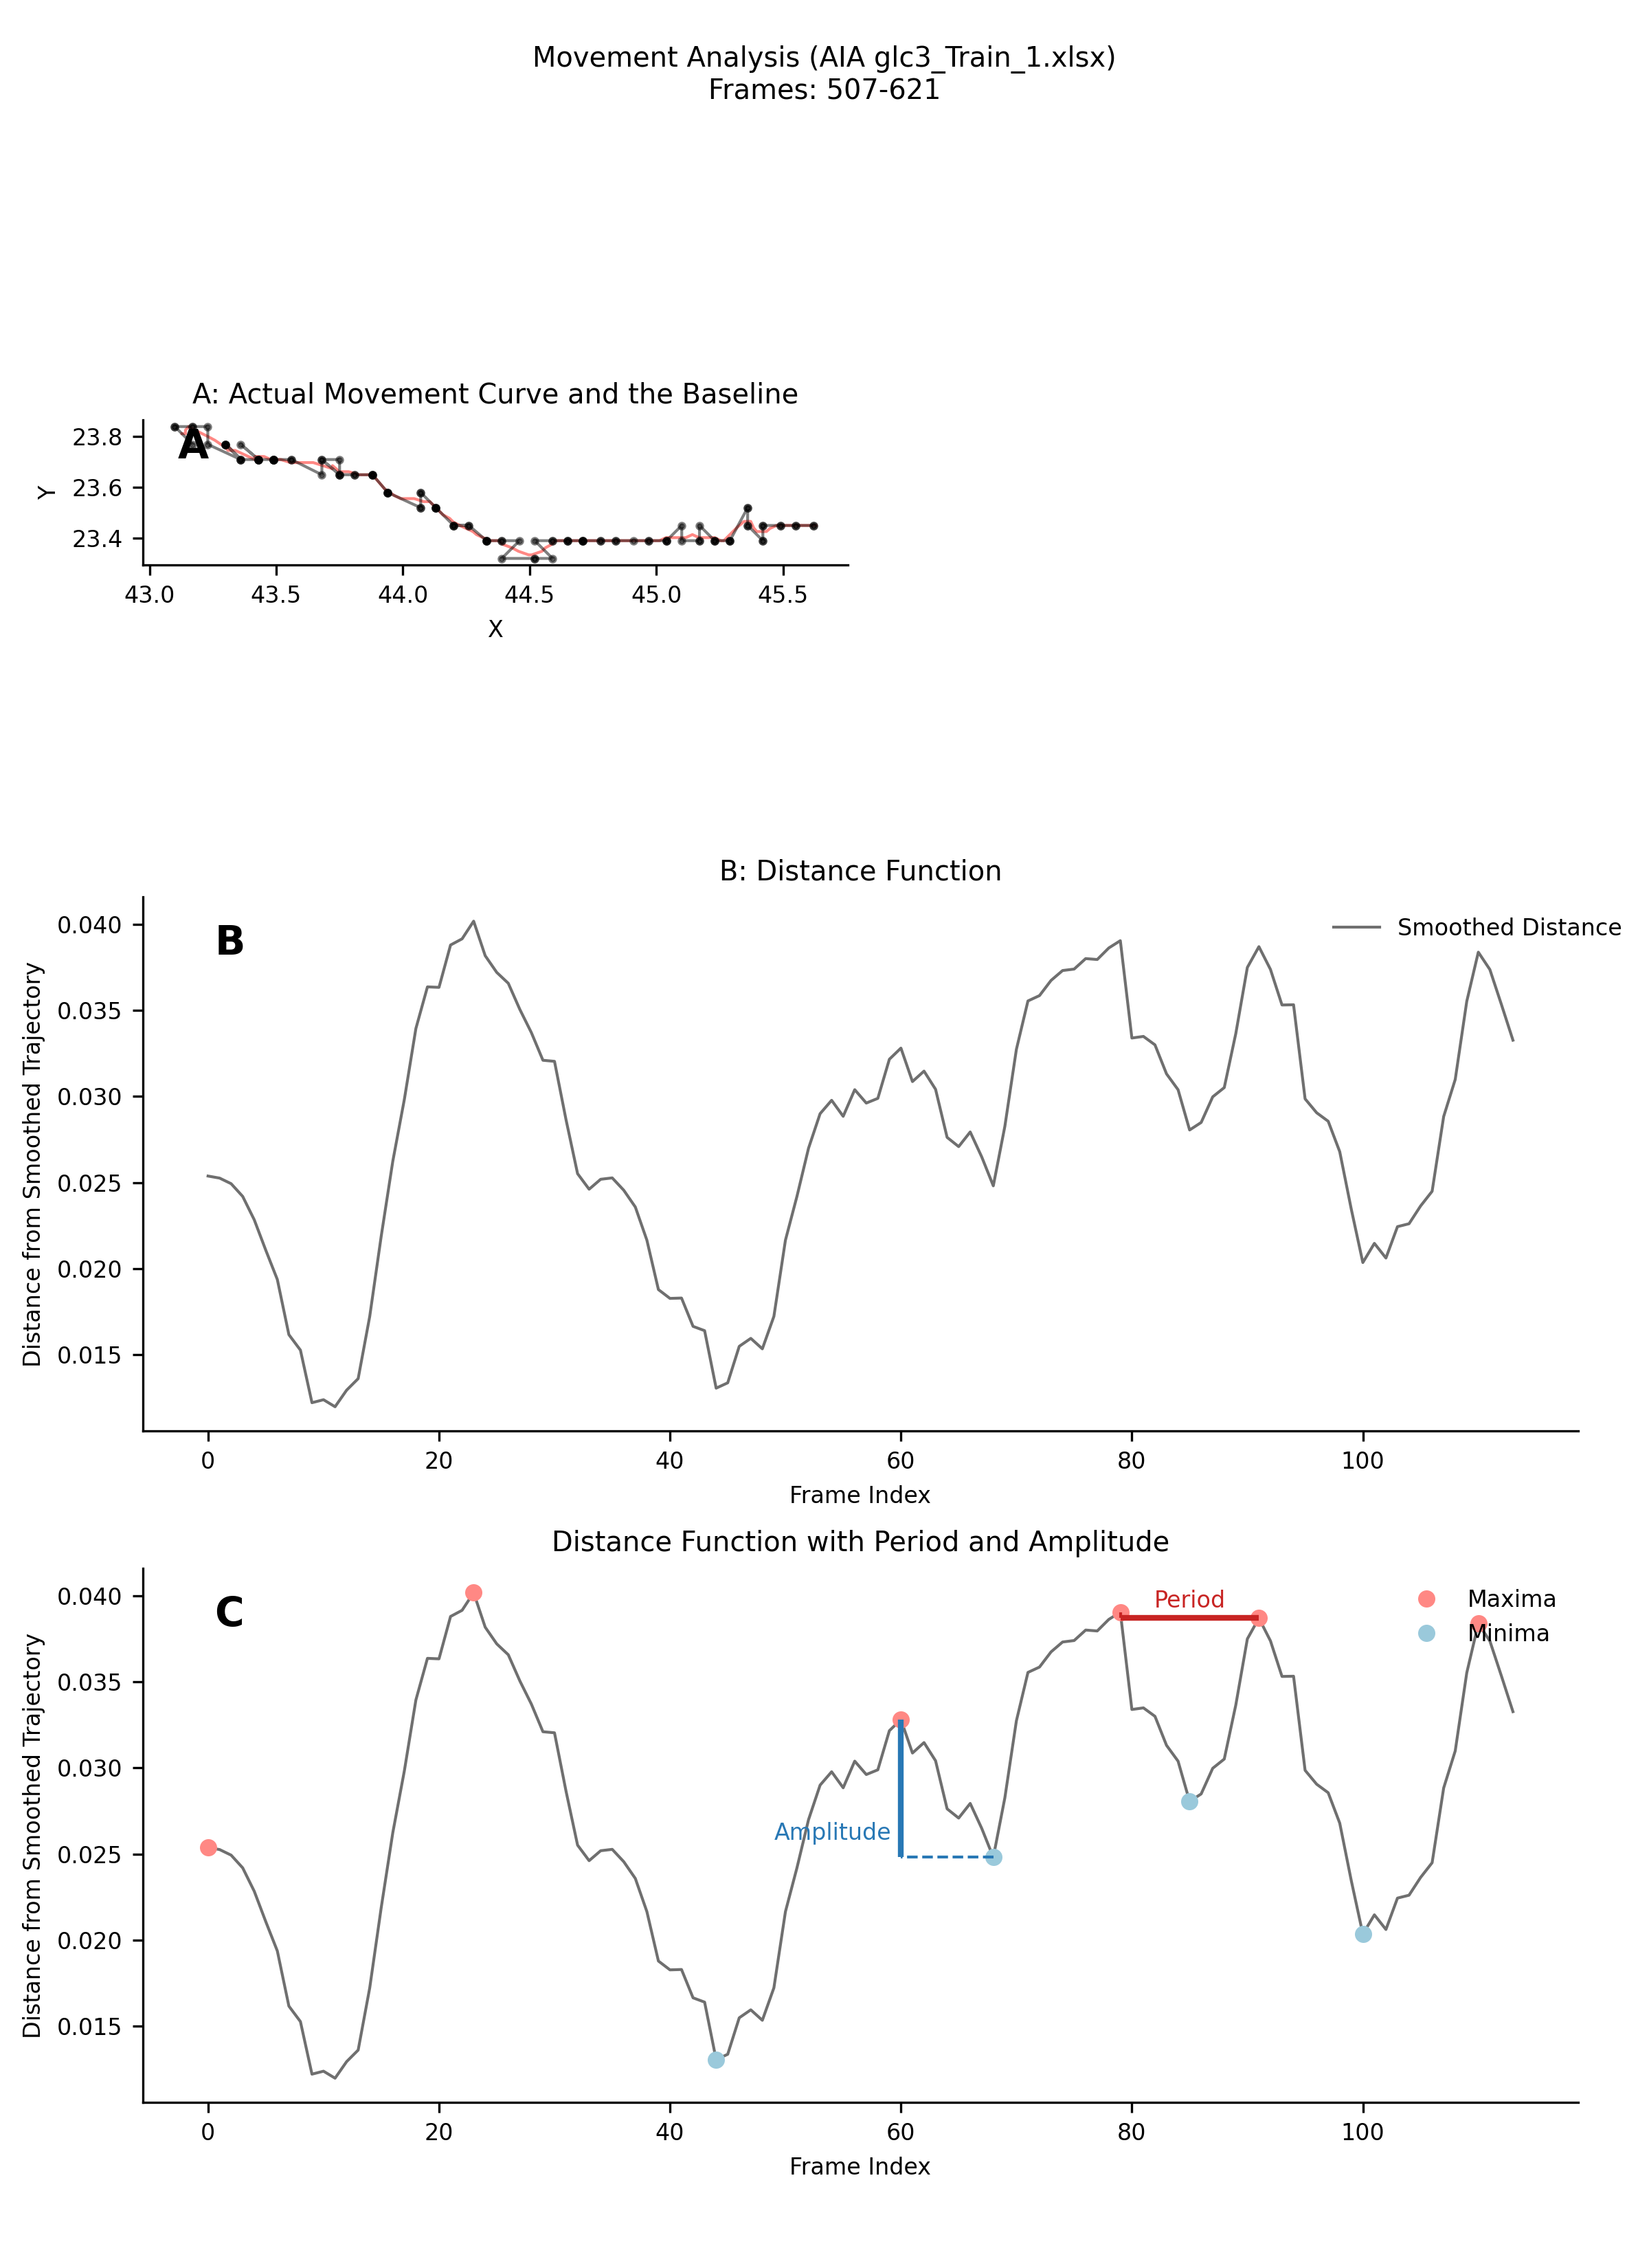 Movement Analysis (AIA glc3_Train_1.xlsx)
Frames: 507-621
A: Actual Movement Curve and the Baseline
A
Y
23.8
23.6
23.4
43.0 43.5 44.0 44.5 45.0 45.5
X
B: Distance Function
B
Smoothed Distance
Distance from Smoothed Trajectory
0.040
0.035
0.030
0.025
0.020
0.015
0 20 40 60 80 100
Frame Index
Distance Function with Period and Amplitude
C
Period
Maxima
Minima
Amplitude
Distance from Smoothed Trajectory
0.040
0.035
0.030
0.025
0.020
0.015
0 20 40 60 80 100
Frame Index